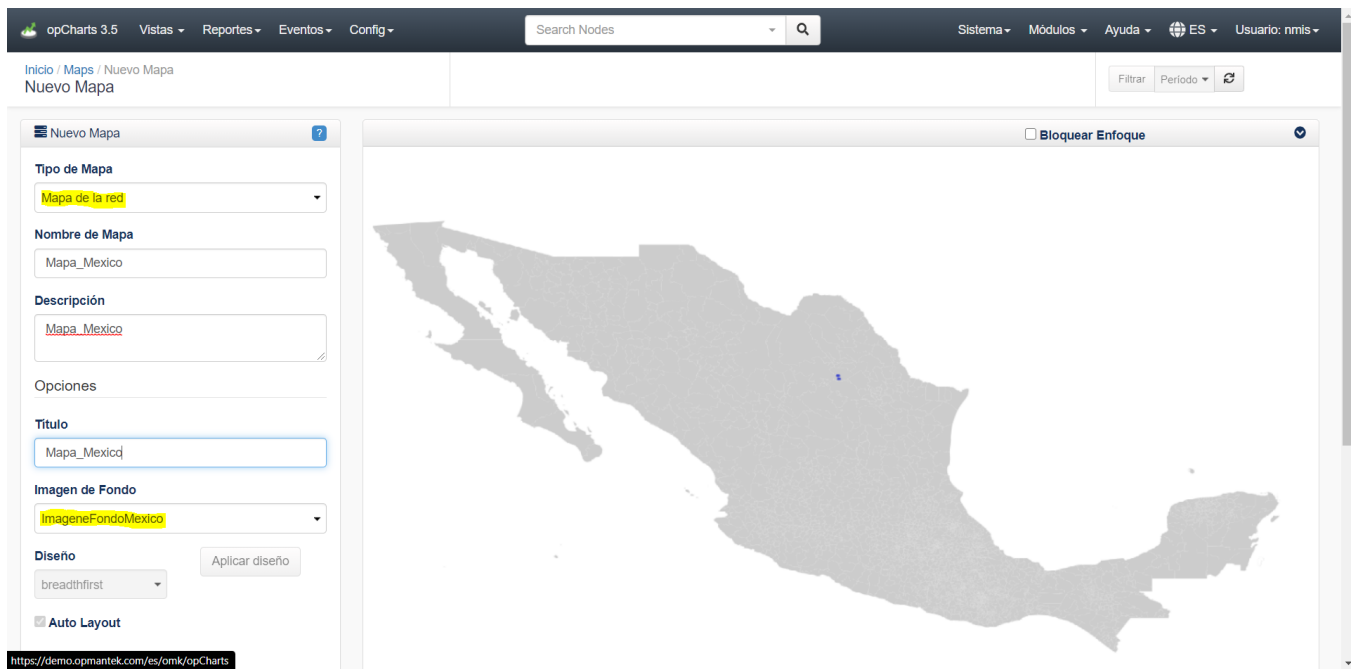 opCharts 3.5 Vistas Reportes Eventos Config Search Nodes Sistema Módulos Ayuda ES Usuario: nmis
Inicio / Maps / Nuevo Mapa
Nuevo Mapa
Filtrar Período
Nuevo Mapa ?
Bloquear Enfoque
Tipo de Mapa
Mapa de la red
Nombre de Mapa
Mapa_Mexico
Descripción
Mapa_Mexico
Opciones
Título
Mapa_Mexico
Imagen de Fondo
ImageneFondoMexico
Diseño
Aplicar diseño
breadthfirst
Auto Layout
https://demo.opmantek.com/es/omk/opCharts